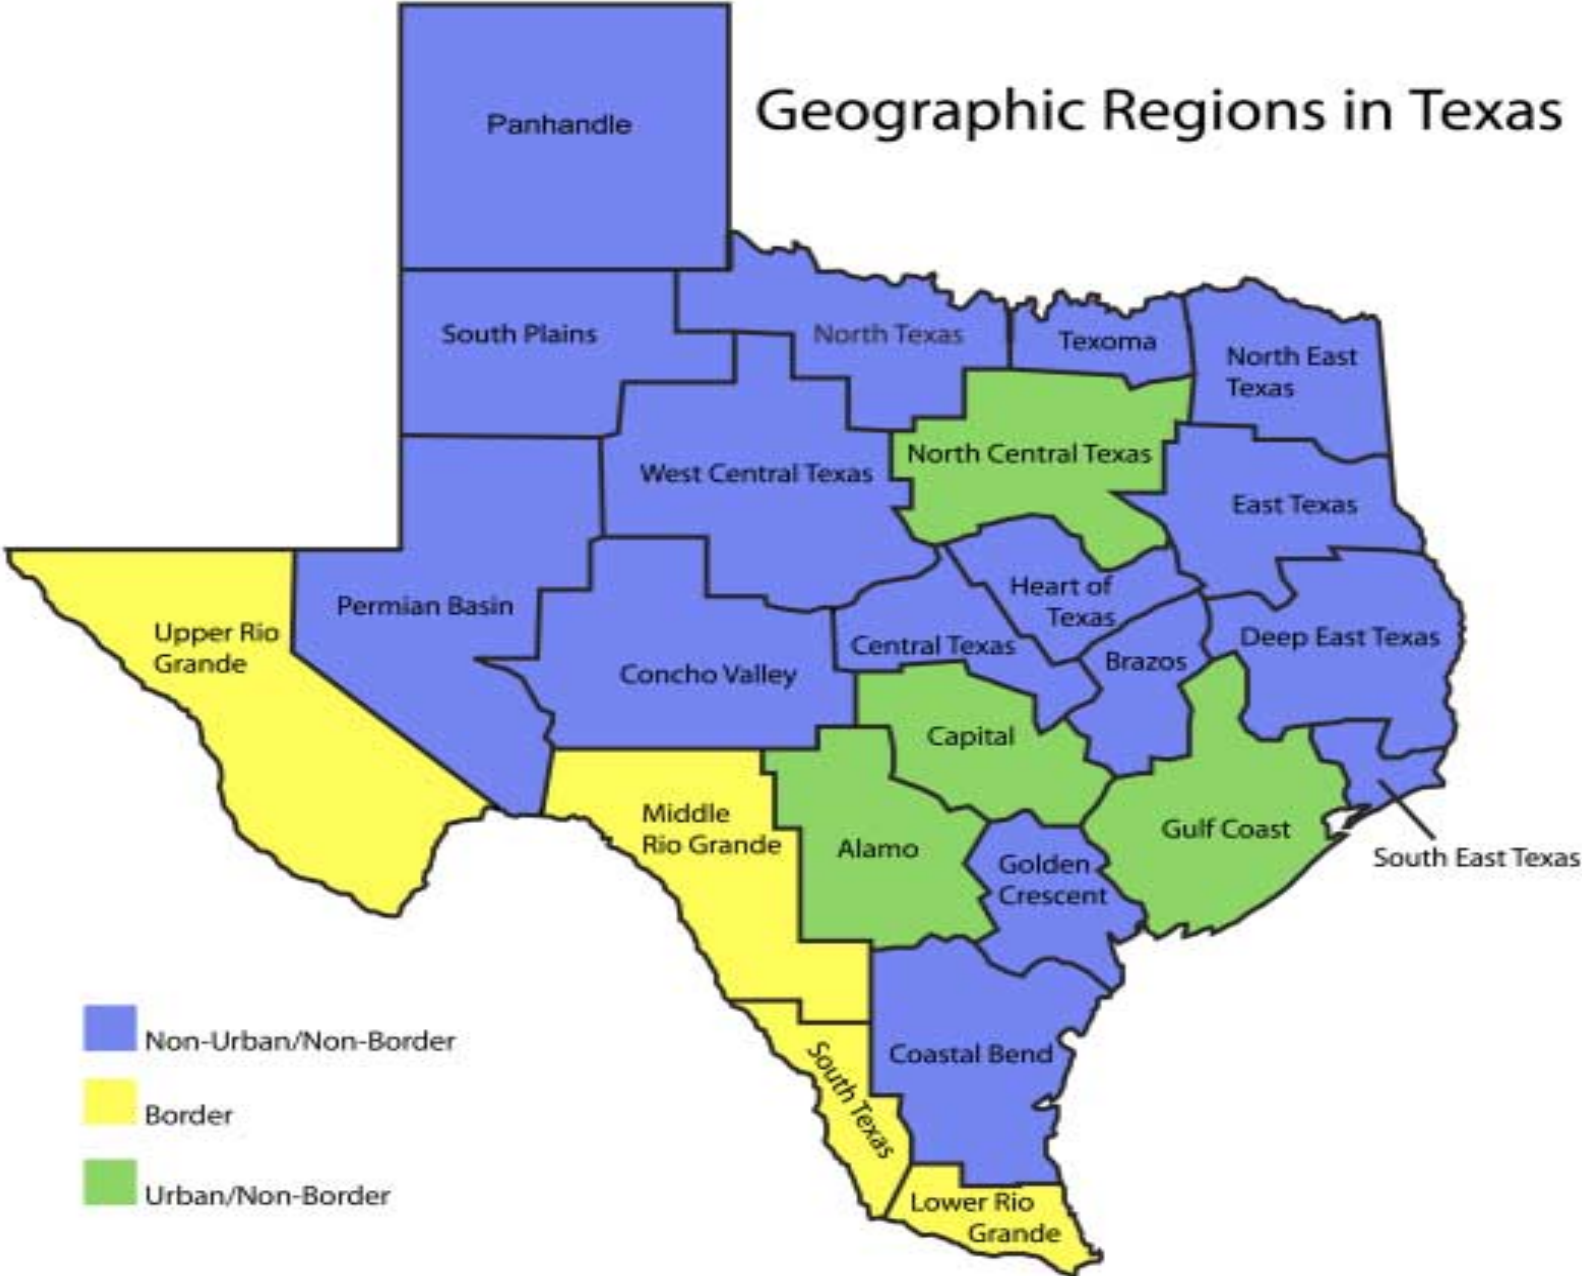 Geographic Regions in Texas
Panhandle
South Plains
North Texas
Texoma
North East
Texas
West Central Texas
North Central Texas
East Texas
Permian Basin
Heart of
Texas
Upper Rio
Grande
Concho Valley
Central Texas
Brazos
Deep East Texas
Capital
Middle
Rio Grande
Alamo
Golden
Crescent
Gulf Coast
South East Texas
Coastal Bend
South Texas
Lower Rio
Grande
Non-Urban/Non-Border
Border
Urban/Non-Border